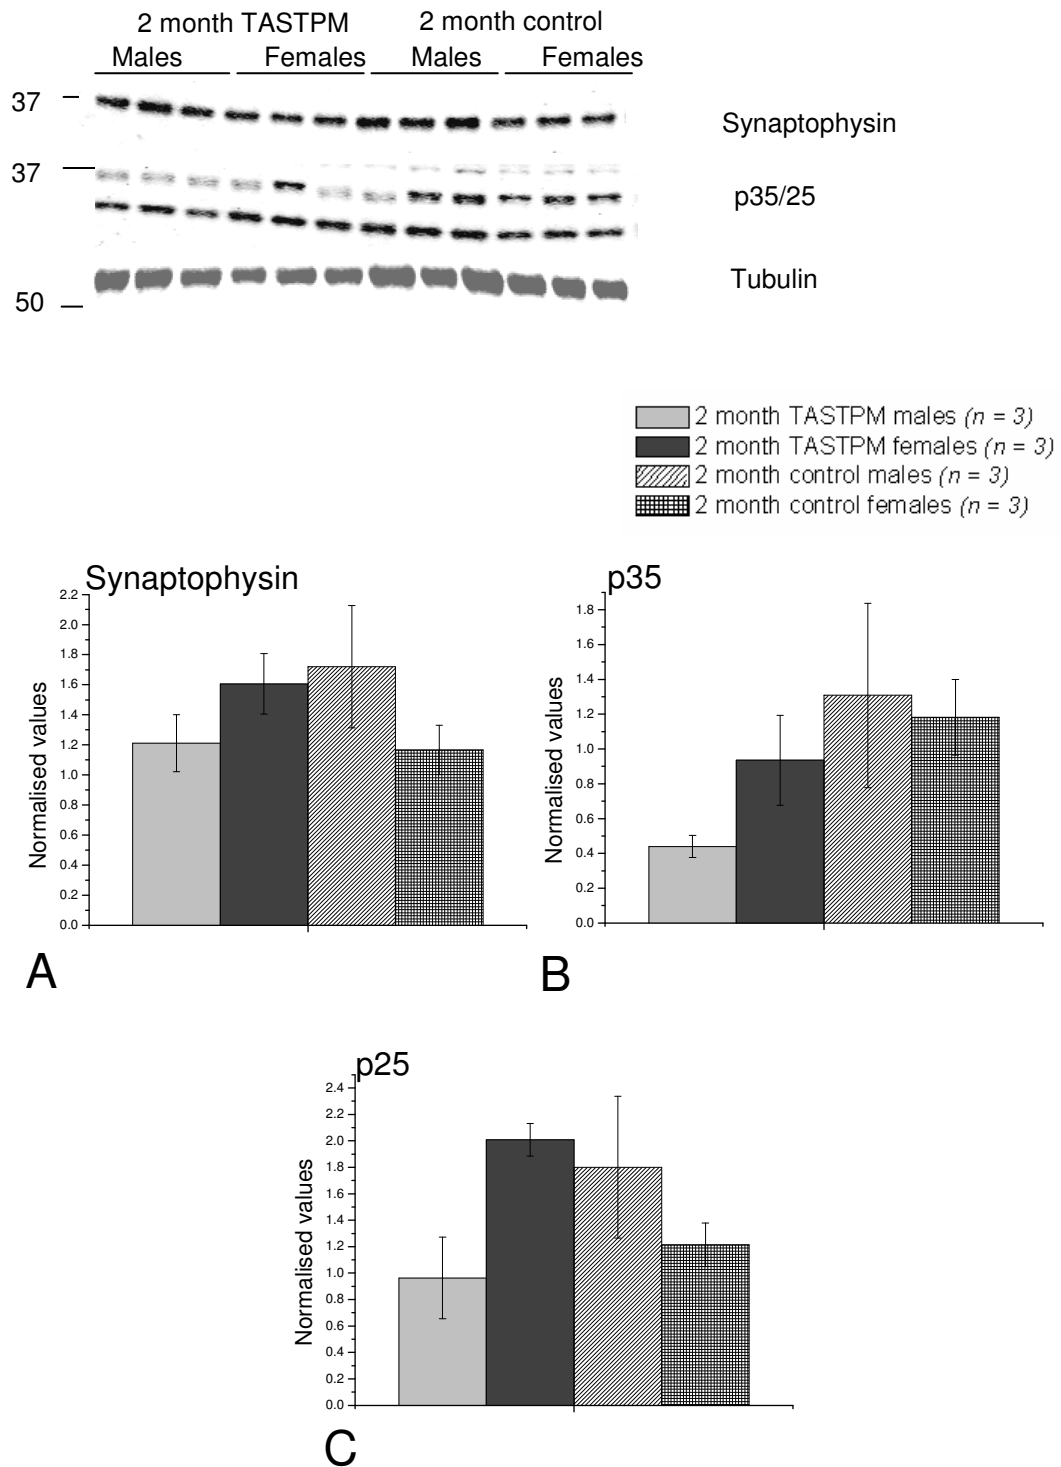 2 month TASTPM 2 month control
Males Females Males Females
37
Synaptophysin
37
p35/25
Tubulin
50
2 month TASTPM males (n = 3)
2 month TASTPM females (n = 3)
2 month control males (n = 3)
2 month control females (n = 3)
Synaptophysin
Normalised values
2.2
2.0
1.8
1.6
1.4
1.2
1.0
0.8
0.6
0.4
0.2
0.0
A
p35
Normalised values
1.8
1.6
1.4
1.2
1.0
0.8
0.6
0.4
0.2
0.0
B
p25
Normalised values
2.4
2.2
2.0
1.8
1.6
1.4
1.2
1.0
0.8
0.6
0.4
0.2
0.0
C